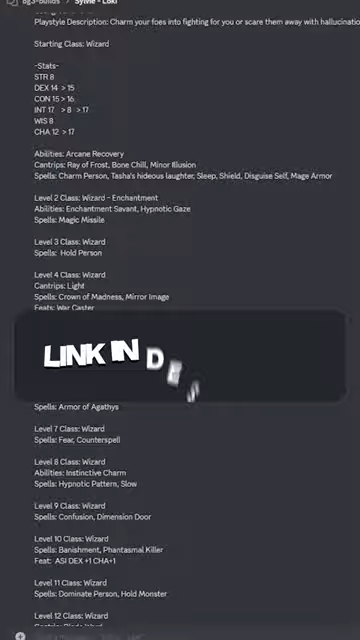 bg3-builds > Sylvie - Loki
Playstyle Description: Charm your foes into fighting for you or scare them away with hallucinatio
Starting Class: Wizard
-Stats-
STR 8
DEX 14 > 15
CON 15 > 16
INT 17 > 8 > 17
WIS 8
CHA 12 > 17
Abilities: Arcane Recovery
Cantrips: Ray of Frost, Bone Chill, Minor Illusion
Spells: Charm Person, Tasha's hideous laughter, Sleep, Shield, Disguise Self, Mage Armor
Level 2 Class: Wizard - Enchantment
Abilities: Enchantment Savant, Hypnotic Gaze
Spells: Magic Missile
Level 3 Class: Wizard
Spells: Hold Person
Level 4 Class: Wizard
Cantrips: Light
Spells: Crown of Madness, Mirror Image
Feats: War Caster
LINK IN DES
Spells: Armor of Agathys
Level 7 Class: Wizard
Spells: Fear, Counterspell
Level 8 Class: Wizard
Abilities: Instinctive Charm
Spells: Hypnotic Pattern, Slow
Level 9 Class: Wizard
Spells: Confusion, Dimension Door
Level 10 Class: Wizard
Spells: Banishment, Phantasmal Killer
Feat: ASI DEX +1 CHA+1
Level 11 Class: Wizard
Spells: Dominate Person, Hold Monster
Level 12 Class: Wizard